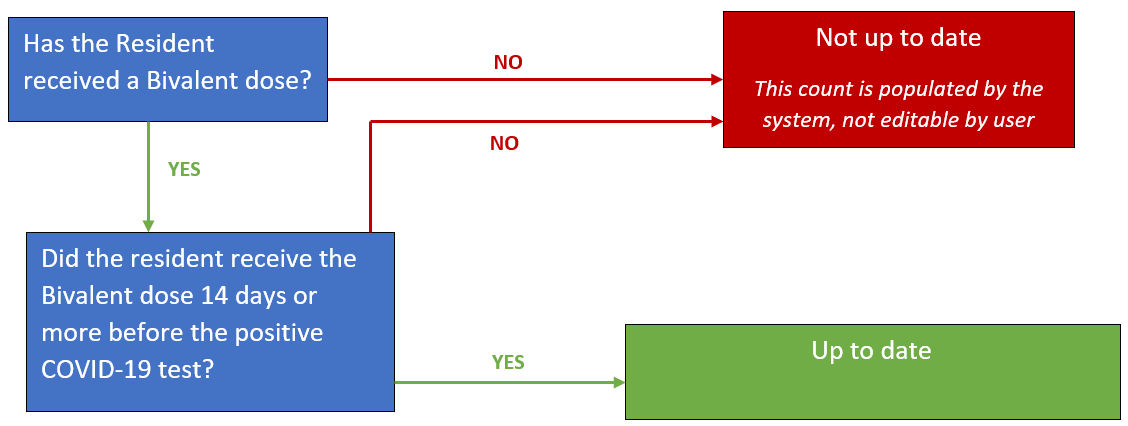 Has the Resident
received a Bivalent dose?
NO
Not up to date
This count is populated by the
system, not editable by user
NO
YES
Did the resident receive the
Bivalent dose 14 days or
more before the positive
COVID-19 test?
YES
Up to date